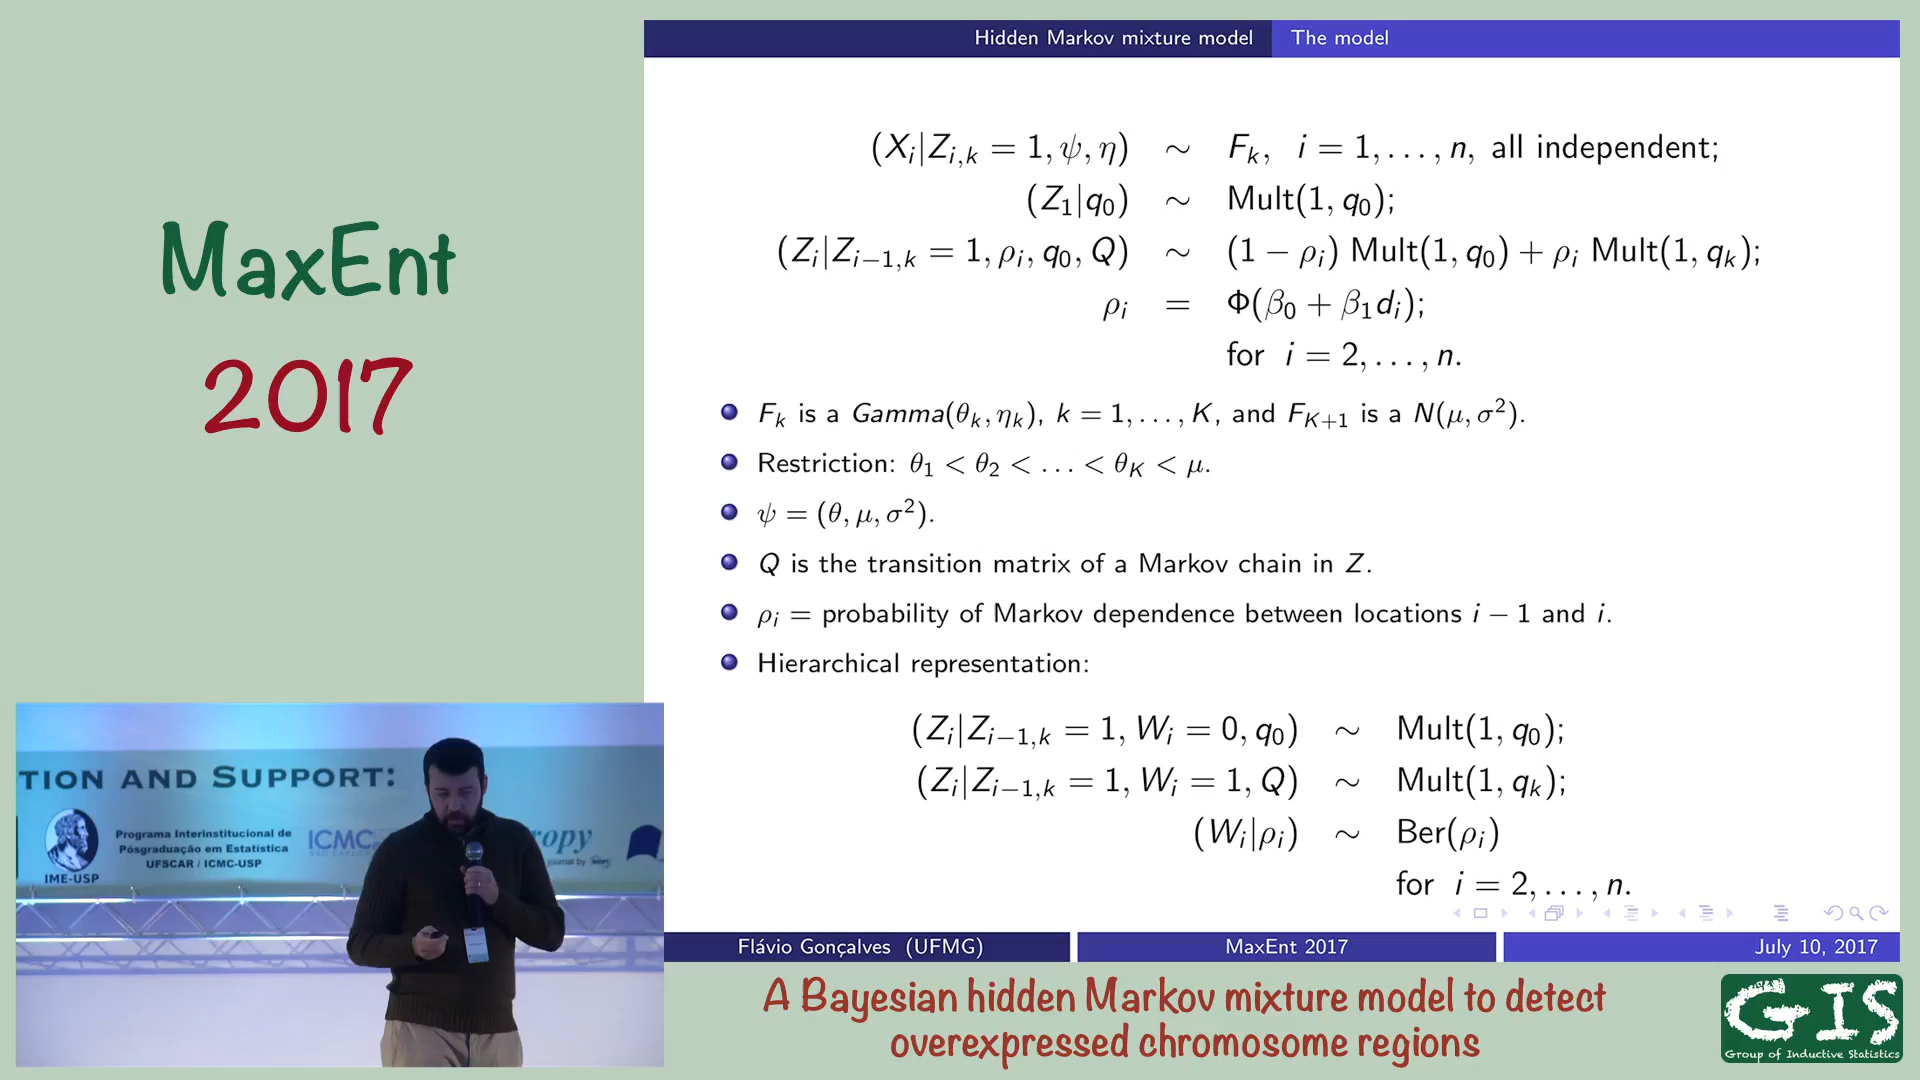 MaxEnt
2017
Hidden Markov mixture model The model
(X_i|Z_{i,k} = 1, ψ, η) ∼ F_k, i = 1, . . . , n, all independent;
(Z_1|q_0) ∼ Mult(1, q_0);
(Z_i|Z_{i−1,k} = 1, ρ_i, q_0, Q) ∼ (1 − ρ_i) Mult(1, q_0) + ρ_i Mult(1, q_k);
ρ_i = Φ(β_0 + β_1 d_i);
for i = 2, . . . , n.
F_k is a Gamma(θ_k, η_k), k = 1, . . . , K, and F_{K+1} is a N(μ, σ²).
Restriction: θ_1 < θ_2 < . . . < θ_K < μ.
ψ = (θ, μ, σ²).
Q is the transition matrix of a Markov chain in Z.
ρ_i = probability of Markov dependence between locations i − 1 and i.
Hierarchical representation:
(Z_i|Z_{i−1,k} = 1, W_i = 0, q_0) ∼ Mult(1, q_0);
(Z_i|Z_{i−1,k} = 1, W_i = 1, Q) ∼ Mult(1, q_k);
(W_i|ρ_i) ∼ Ber(ρ_i)
for i = 2, . . . , n.
Flávio Gonçalves (UFMG) MaxEnt 2017 July 10, 2017
TION AND SUPPORT:
Programa Interinstitucional de
Pósgraduação em Estatística
UFSCAR / ICMC-USP
IME-USP
ICMC
opy
journal by
A Bayesian hidden Markov mixture model to detect
overexpressed chromosome regions
GIS
Group of Inductive Statistics